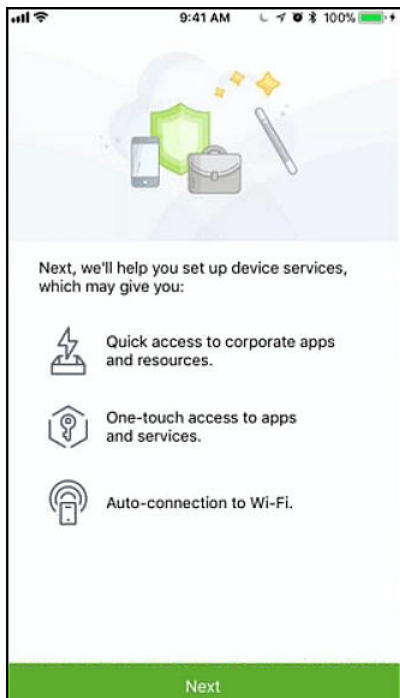 9:41 AM 100%
Next, we'll help you set up device services,
which may give you:
Quick access to corporate apps
and resources.
One-touch access to apps
and services.
Auto-connection to Wi-Fi.
Next